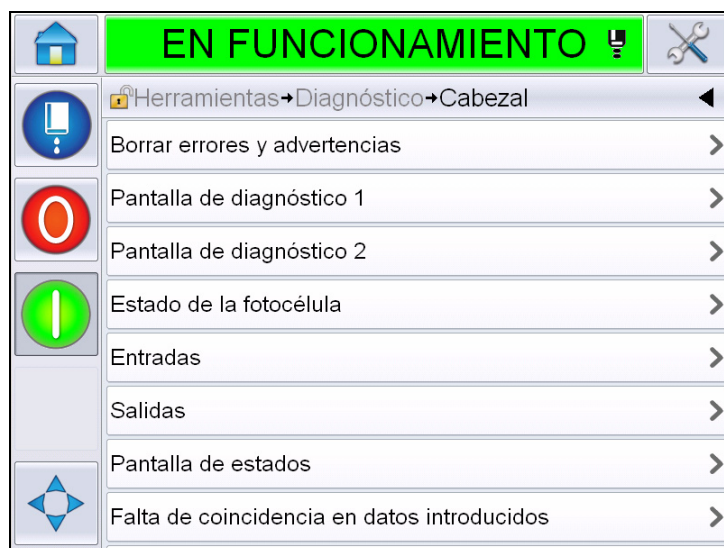 EN FUNCIONAMIENTO
Herramientas→Diagnóstico→Cabezal
Borrar errores y advertencias
Pantalla de diagnóstico 1
Pantalla de diagnóstico 2
Estado de la fotocélula
Entradas
Salidas
Pantalla de estados
Falta de coincidencia en datos introducidos